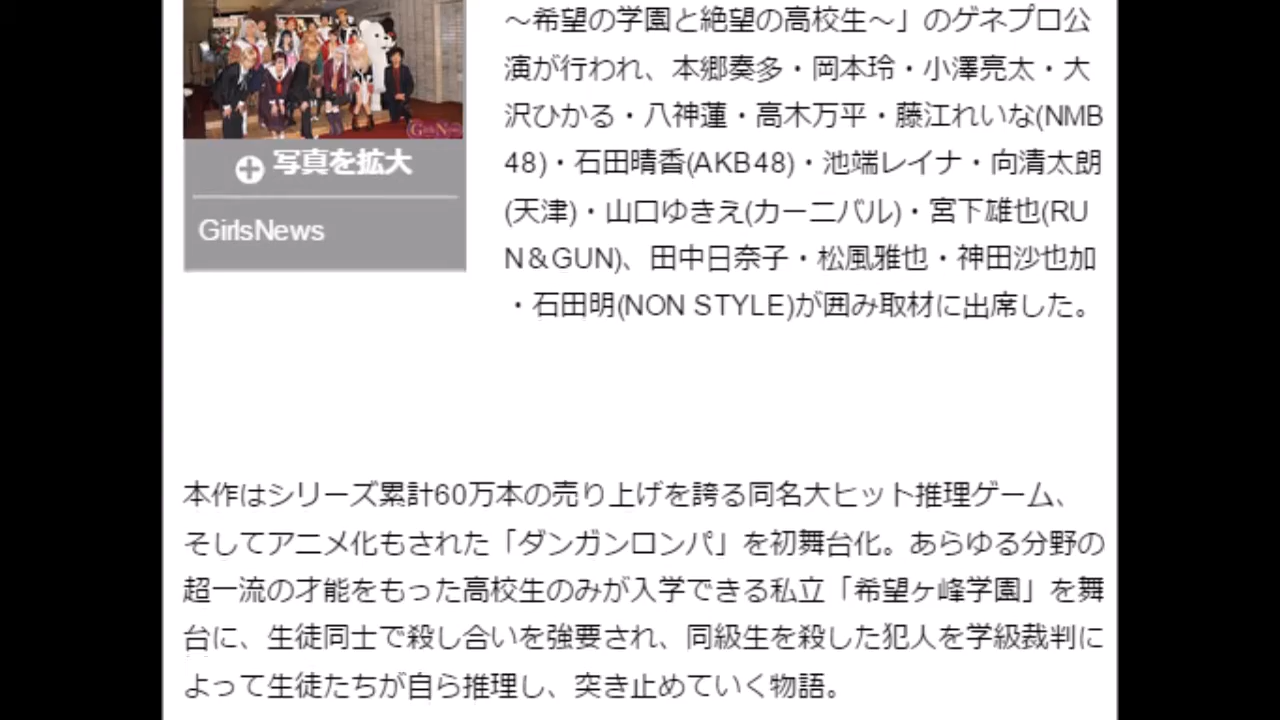 ～希望の学園と絶望の高校生～」のゲネプロ公
演が行われ、本郷奏多・岡本玲・小澤亮太・大
沢ひかる・八神蓮・高木万平・藤江れいな(NMB
48)・石田晴香(AKB48)・池端レイナ・向清太朗
(天津)・山口ゆきえ(カーニバル)・宮下雄也(RU
N＆GUN)、田中日奈子・松風雅也・神田沙也加
・石田明(NON STYLE)が囲み取材に出席した。
GirlsNews
写真を拡大
GirlsNews
本作はシリーズ累計60万本の売り上げを誇る同名大ヒット推理ゲーム、
そしてアニメ化もされた「ダンガンロンパ」を初舞台化。あらゆる分野の
超一流の才能をもった高校生のみが入学できる私立「希望ヶ峰学園」を舞
台に、生徒同士で殺し合いを強要され、同級生を殺した犯人を学級裁判に
よって生徒たちが自ら推理し、突き止めていく物語。